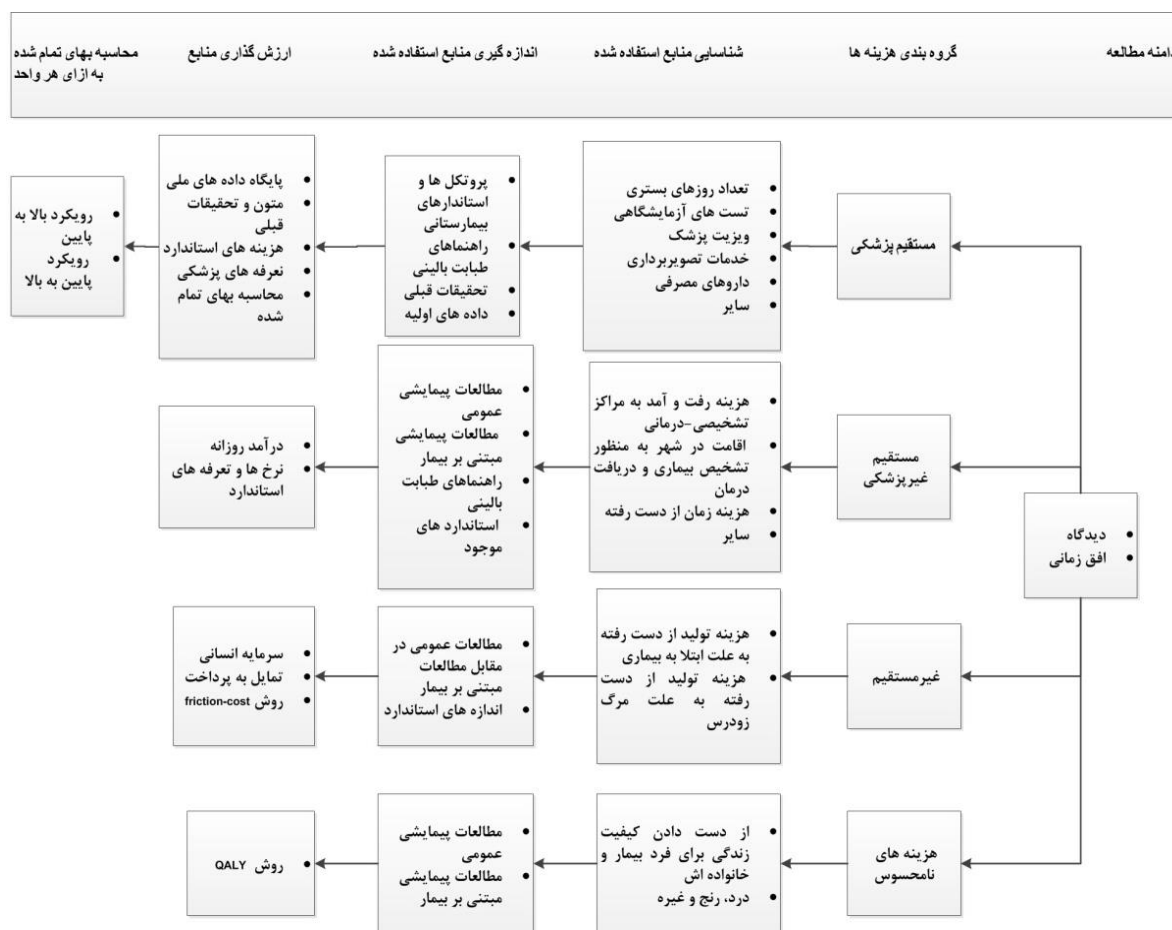 دامنه مطالعه
گروه بندی هزینه ها
شناسایی منابع استفاده شده
اندازه گیری منابع استفاده شده
ارزش گذاری منابع
محاسبه بهای تمام شده
به ازای هر واحد
دیدگاه
افق زمانی
مستقیم پزشکی
تعداد روزهای بستری
تست های آزمایشگاهی
ویزیت پزشک
خدمات تصویربرداری
داروهای مصرفی
سایر
پروتکل ها و
استاندارهای
بیمارستانی
راهنماهای
طبابت بالینی
تحقیقات قبلی
داده های اولیه
پایگاه داده های ملی
متون و تحقیقات
قبلی
هزینه های استاندارد
تعرفه های پزشکی
محاسبه بهای تمام
شده
رویکرد بالا به
پایین
رویکرد
پایین به بالا
مستقیم
غیرپزشکی
هزینه رفت و آمد به مراکز
تشخیصی-درمانی
اقامت در شهر به منظور
تشخیص بیماری و دریافت
درمان
هزینه زمان از دست رفته
سایر
مطالعات پیمایشی
عمومی
مطالعات پیمایشی
مبتنی بر بیمار
راهنماهای طبابت
بالینی
استاندارد های
موجود
درآمد روزانه
نرخ ها و تعرفه های
استاندارد
غیرمستقیم
هزینه تولید از دست رفته
به علت ابتلا به بیماری
هزینه تولید از دست
رفته به علت مرگ
زودرس
مطالعات عمومی در
مقابل مطالعات
مبتنی بر بیمار
اندازه های استاندارد
سرمایه انسانی
تمایل به پرداخت
روش friction-cost
هزینه های
نامحسوس
از دست دادن کیفیت
زندگی برای فرد بیمار و
خانواده اش
درد، رنج و غیره
مطالعات پیمایشی
عمومی
مطالعات پیمایشی
مبتنی بر بیمار
روش QALY